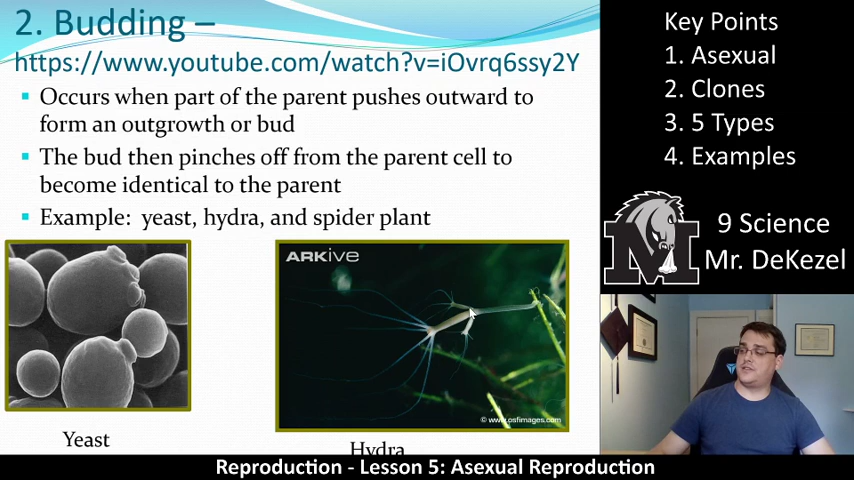 2. Budding –
https://www.youtube.com/watch?v=iOvrq6ssy2Y
Occurs when part of the parent pushes outward to
form an outgrowth or bud
The bud then pinches off from the parent cell to
become identical to the parent
Example: yeast, hydra, and spider plant
ARKive
© www.osfimages.com
Yeast
Hydra
Key Points
1. Asexual
2. Clones
3. 5 Types
4. Examples
M
9 Science
Mr. DeKezel
Reproduction - Lesson 5: Asexual Reproduction